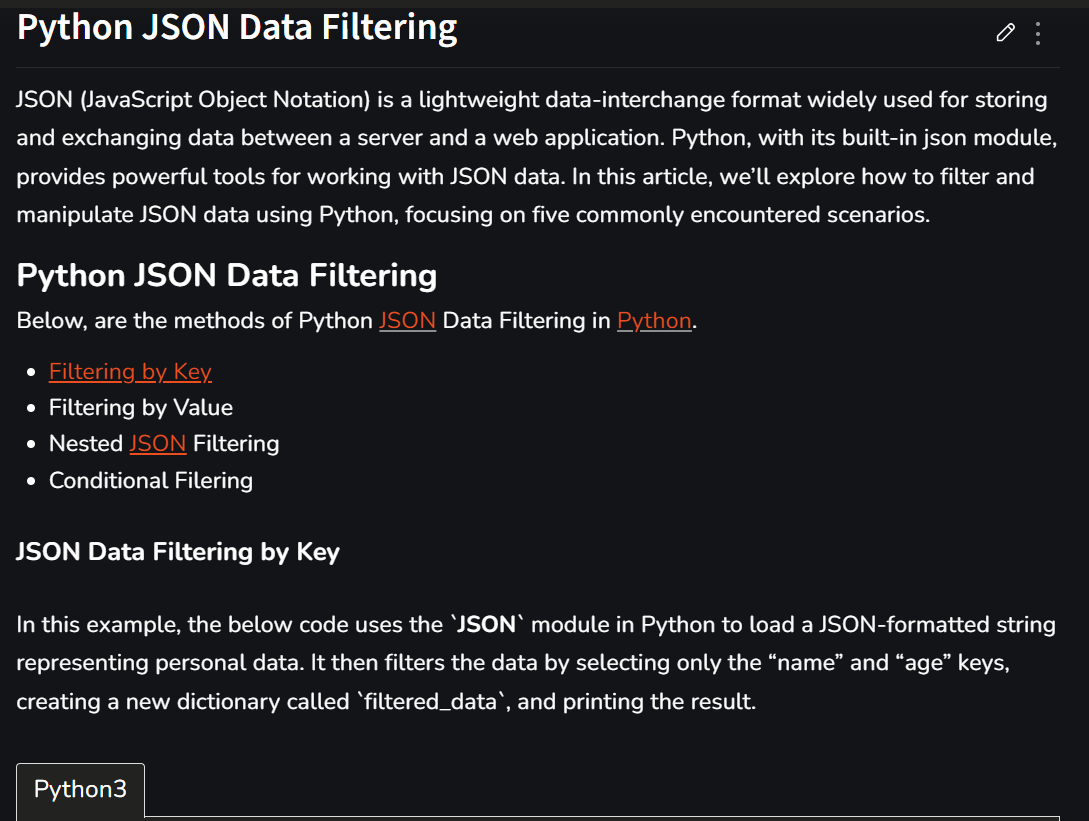 Python JSON Data Filtering
JSON (JavaScript Object Notation) is a lightweight data-interchange format widely used for storing
and exchanging data between a server and a web application. Python, with its built-in json module,
provides powerful tools for working with JSON data. In this article, we’ll explore how to filter and
manipulate JSON data using Python, focusing on five commonly encountered scenarios.
Python JSON Data Filtering
Below, are the methods of Python JSON Data Filtering in Python.
• Filtering by Key
• Filtering by Value
• Nested JSON Filtering
• Conditional Filering
JSON Data Filtering by Key
In this example, the below code uses the `JSON` module in Python to load a JSON-formatted string
representing personal data. It then filters the data by selecting only the “name” and “age” keys,
creating a new dictionary called `filtered_data`, and printing the result.
Python3